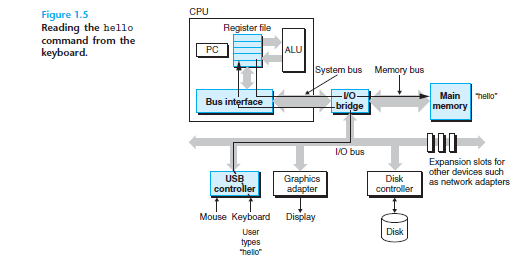 Figure 1.5
Reading the hello
command from the
keyboard.
CPU
Register file
PC
ALU
System bus
Memory bus
Bus interface
I/O
bridge
Main
memory
"hello"
I/O bus
Expansion slots for
other devices such
as network adapters
USB
controller
Graphics
adapter
Disk
controller
Mouse
Keyboard
Display
Disk
User
types
"hello"